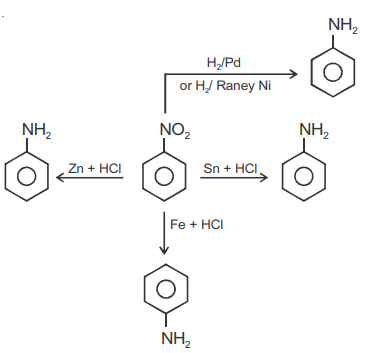 NH₂
H₂/Pd
or H₂/ Raney Ni
NH₂
NO₂
NH₂
Zn + HCl
Sn + HCl
Fe + HCl
NH₂